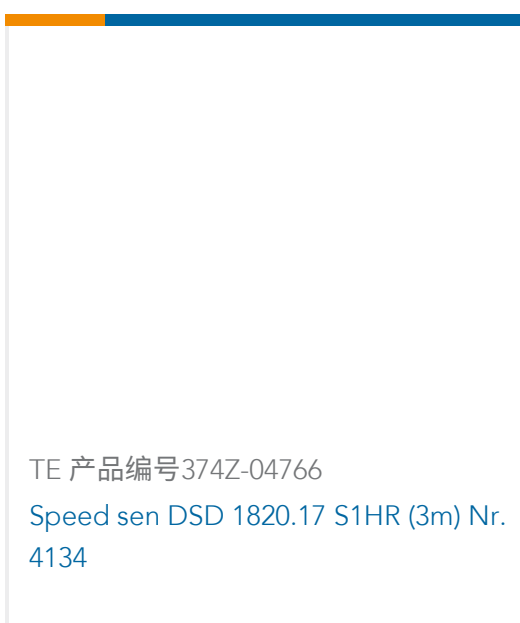 TE 产品编号374Z-04766
Speed sen DSD 1820.17 S1HR (3m) Nr.
4134